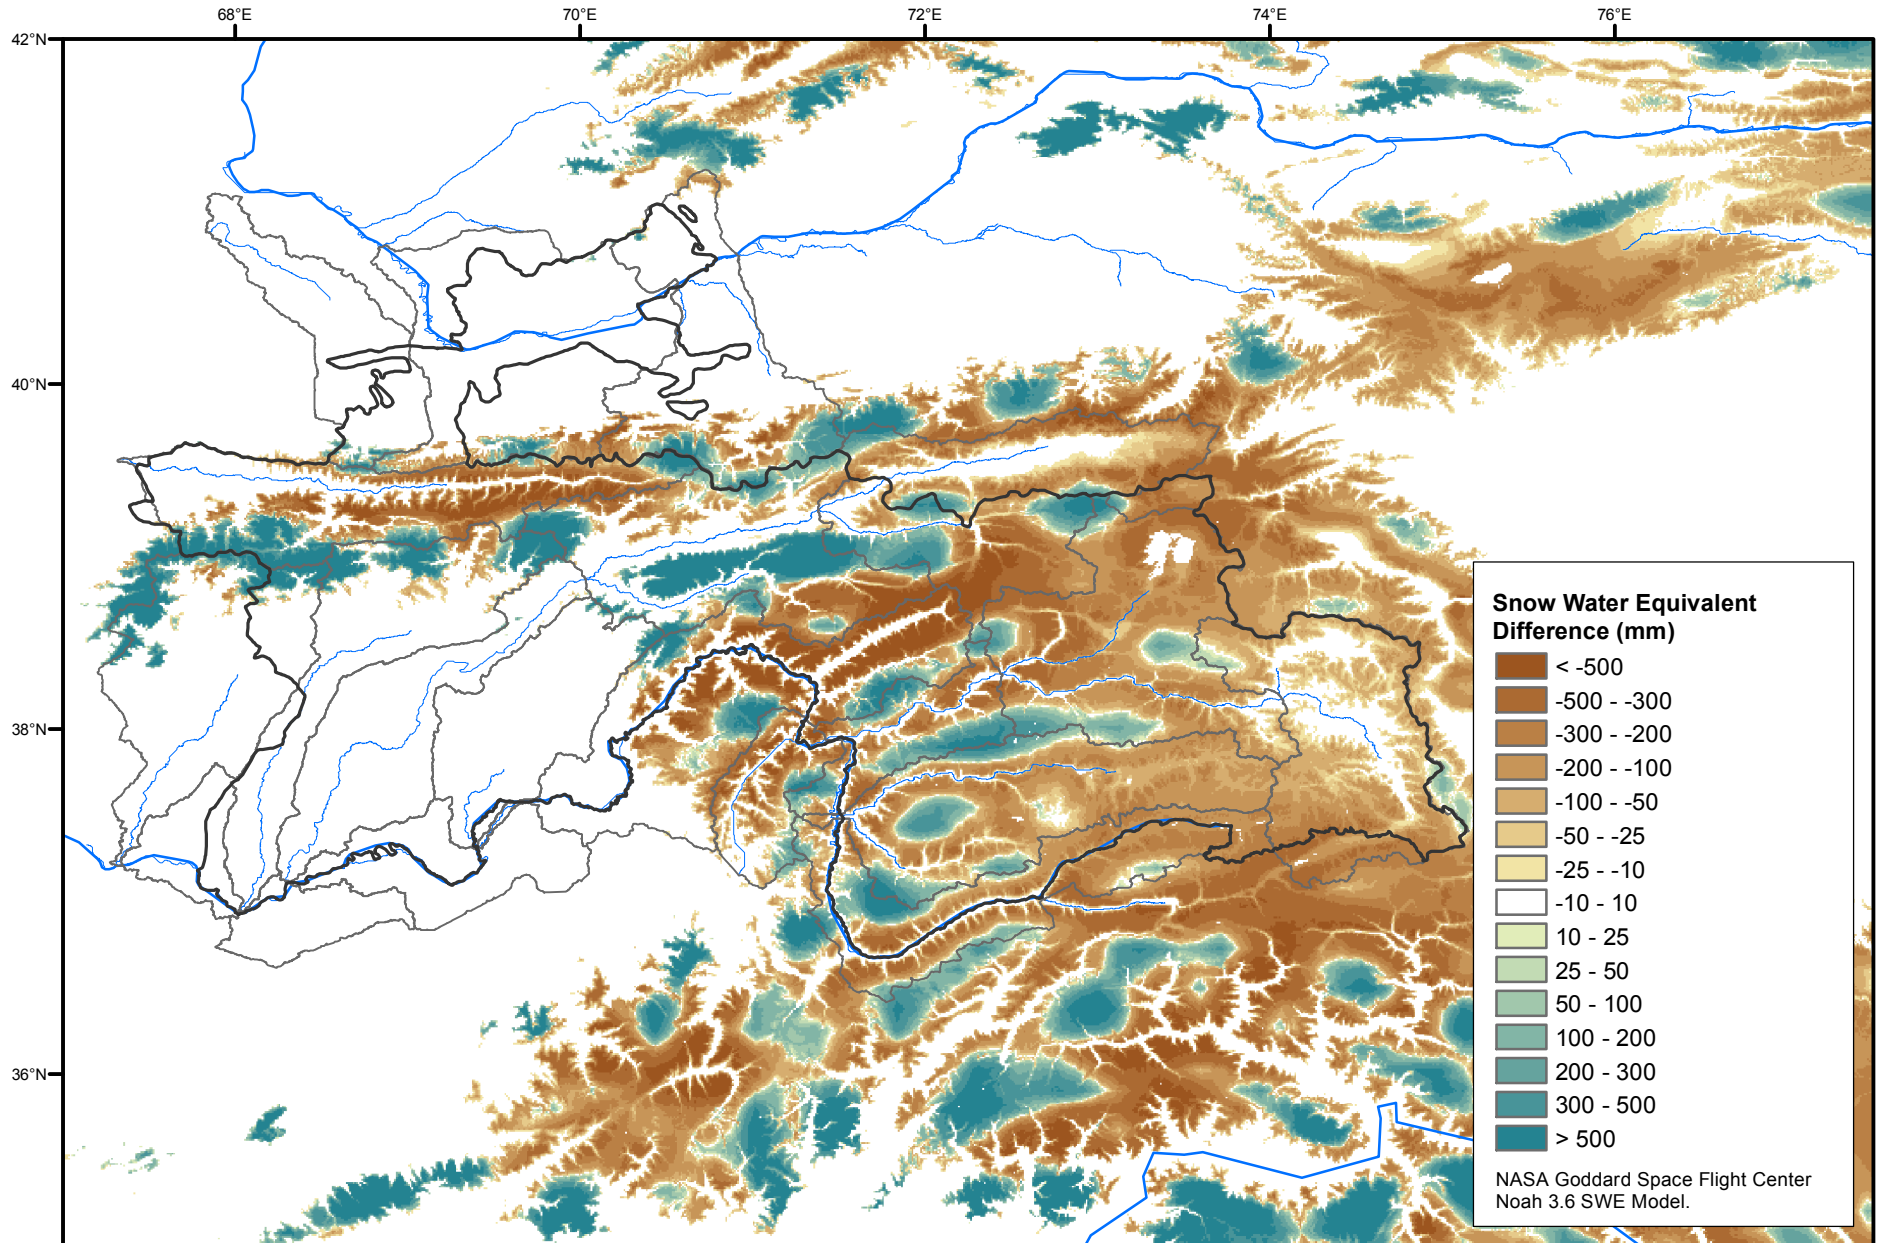 68°E 70°E 72°E 74°E 76°E
42°N
40°N
38°N
36°N
Snow Water Equivalent
Difference (mm)
< -500
-500 - -300
-300 - -200
-200 - -100
-100 - -50
-50 - -25
-25 - -10
-10 - 10
10 - 25
25 - 50
50 - 100
100 - 200
200 - 300
300 - 500
> 500
NASA Goddard Space Flight Center
Noah 3.6 SWE Model.